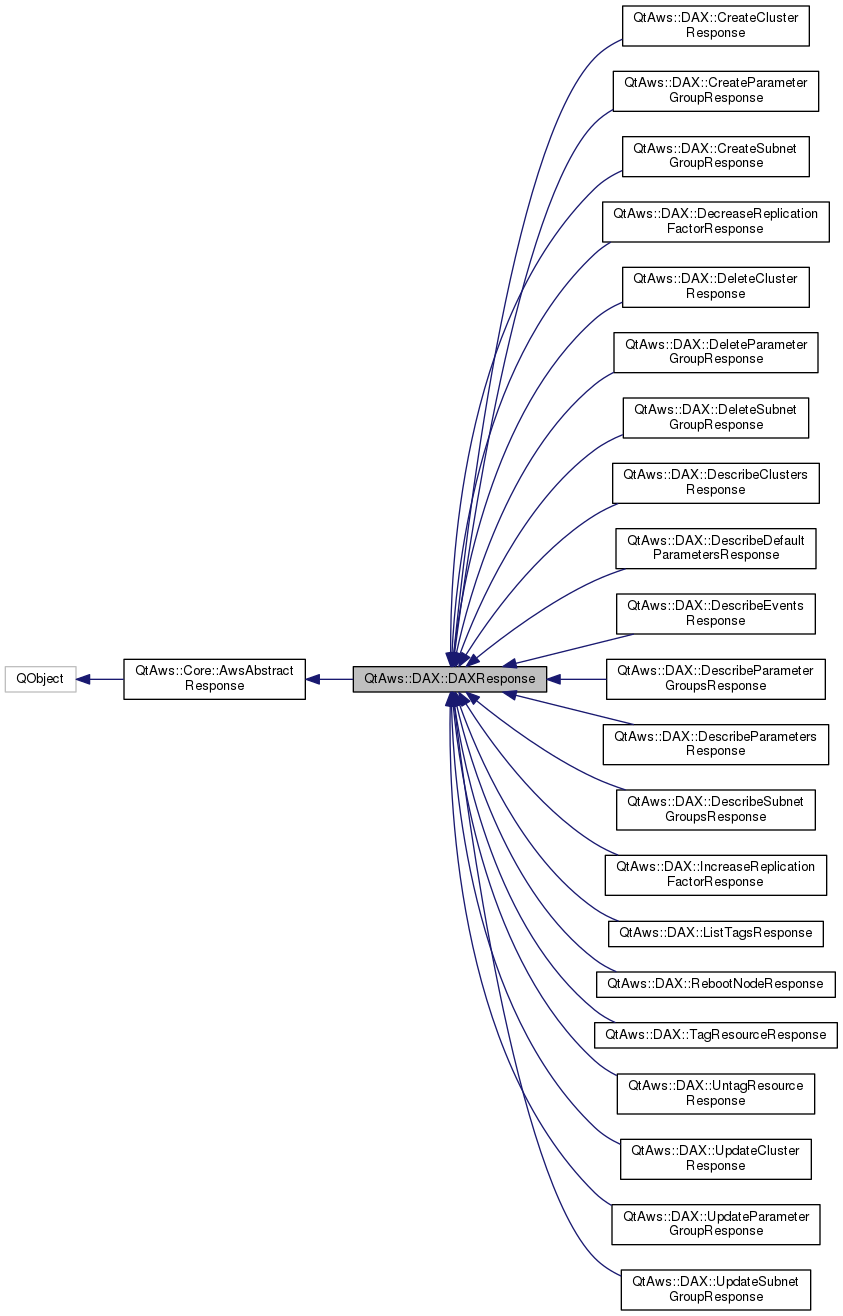 QtAws::DAX::CreateCluster
Response
QtAws::DAX::CreateParameter
GroupResponse
QtAws::DAX::CreateSubnet
GroupResponse
QtAws::DAX::DecreaseReplication
FactorResponse
QtAws::DAX::DeleteCluster
Response
QtAws::DAX::DeleteParameter
GroupResponse
QtAws::DAX::DeleteSubnet
GroupResponse
QtAws::DAX::DescribeClusters
Response
QtAws::DAX::DescribeDefault
ParametersResponse
QtAws::DAX::DescribeEvents
Response
QObject
QtAws::Core::AwsAbstract
Response
QtAws::DAX::DAXResponse
QtAws::DAX::DescribeParameter
GroupsResponse
QtAws::DAX::DescribeParameters
Response
QtAws::DAX::DescribeSubnet
GroupsResponse
QtAws::DAX::IncreaseReplication
FactorResponse
QtAws::DAX::ListTagsResponse
QtAws::DAX::RebootNodeResponse
QtAws::DAX::TagResourceResponse
QtAws::DAX::UntagResource
Response
QtAws::DAX::UpdateCluster
Response
QtAws::DAX::UpdateParameter
GroupResponse
QtAws::DAX::UpdateSubnet
GroupResponse